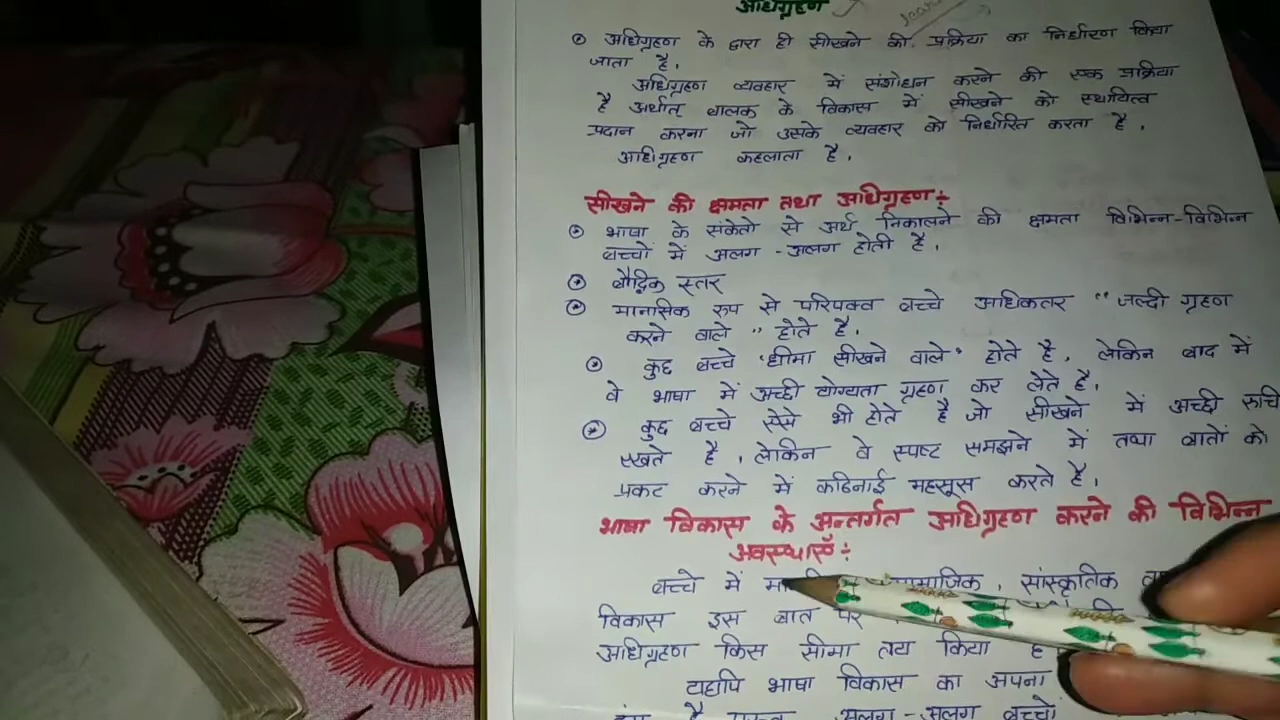 अधिग्रहण
अधिग्रहण के द्वारा ही सीखने की प्रक्रिया का निर्धारण किया
जाता है.
अधिग्रहण व्यवहार में संशोधन करने की एक प्रक्रिया
है अर्थात् बालक के विकास में सीखने को स्थायित्व
प्रदान करना जो उसके व्यवहार को निर्धारित करता है.
अधिग्रहण कहलाता है.
सीखने की क्षमता तथा अधिग्रहण ÷
भाषा के संकेतो से अर्थ निकालने की क्षमता विभिन्न-विभिन्न
बच्चों में अलग-अलग होती है.
बौद्विक स्तर
मानसिक रुप से परिपक्व बच्चे अधिकतर "जल्दी ग्रहण
करने वाले" होते है.
कुछ बच्चे 'धीमा सीखने वाले' होते है, लेकिन बाद में
वे भाषा में अच्छी योग्यता ग्रहण कर लेते है.
कुछ बच्चे ऐसे भी होते है जो सीखने में अच्छी रुचि
रखते है, लेकिन वे स्पष्ट समझने में तथा बातों को
प्रकट करने में कठिनाई महसूस करते है.
भाषा विकास के अन्तर्गत अधिग्रहण करने की विभिन्न
अवस्थाएँ ÷
बच्चे में सामाजिक, सांस्कृतिक
विकास इस बात पर
अधिग्रहण किस सीमा तय किया है
यद्यपि भाषा विकास का अपना
अलग-अलग बच्चों